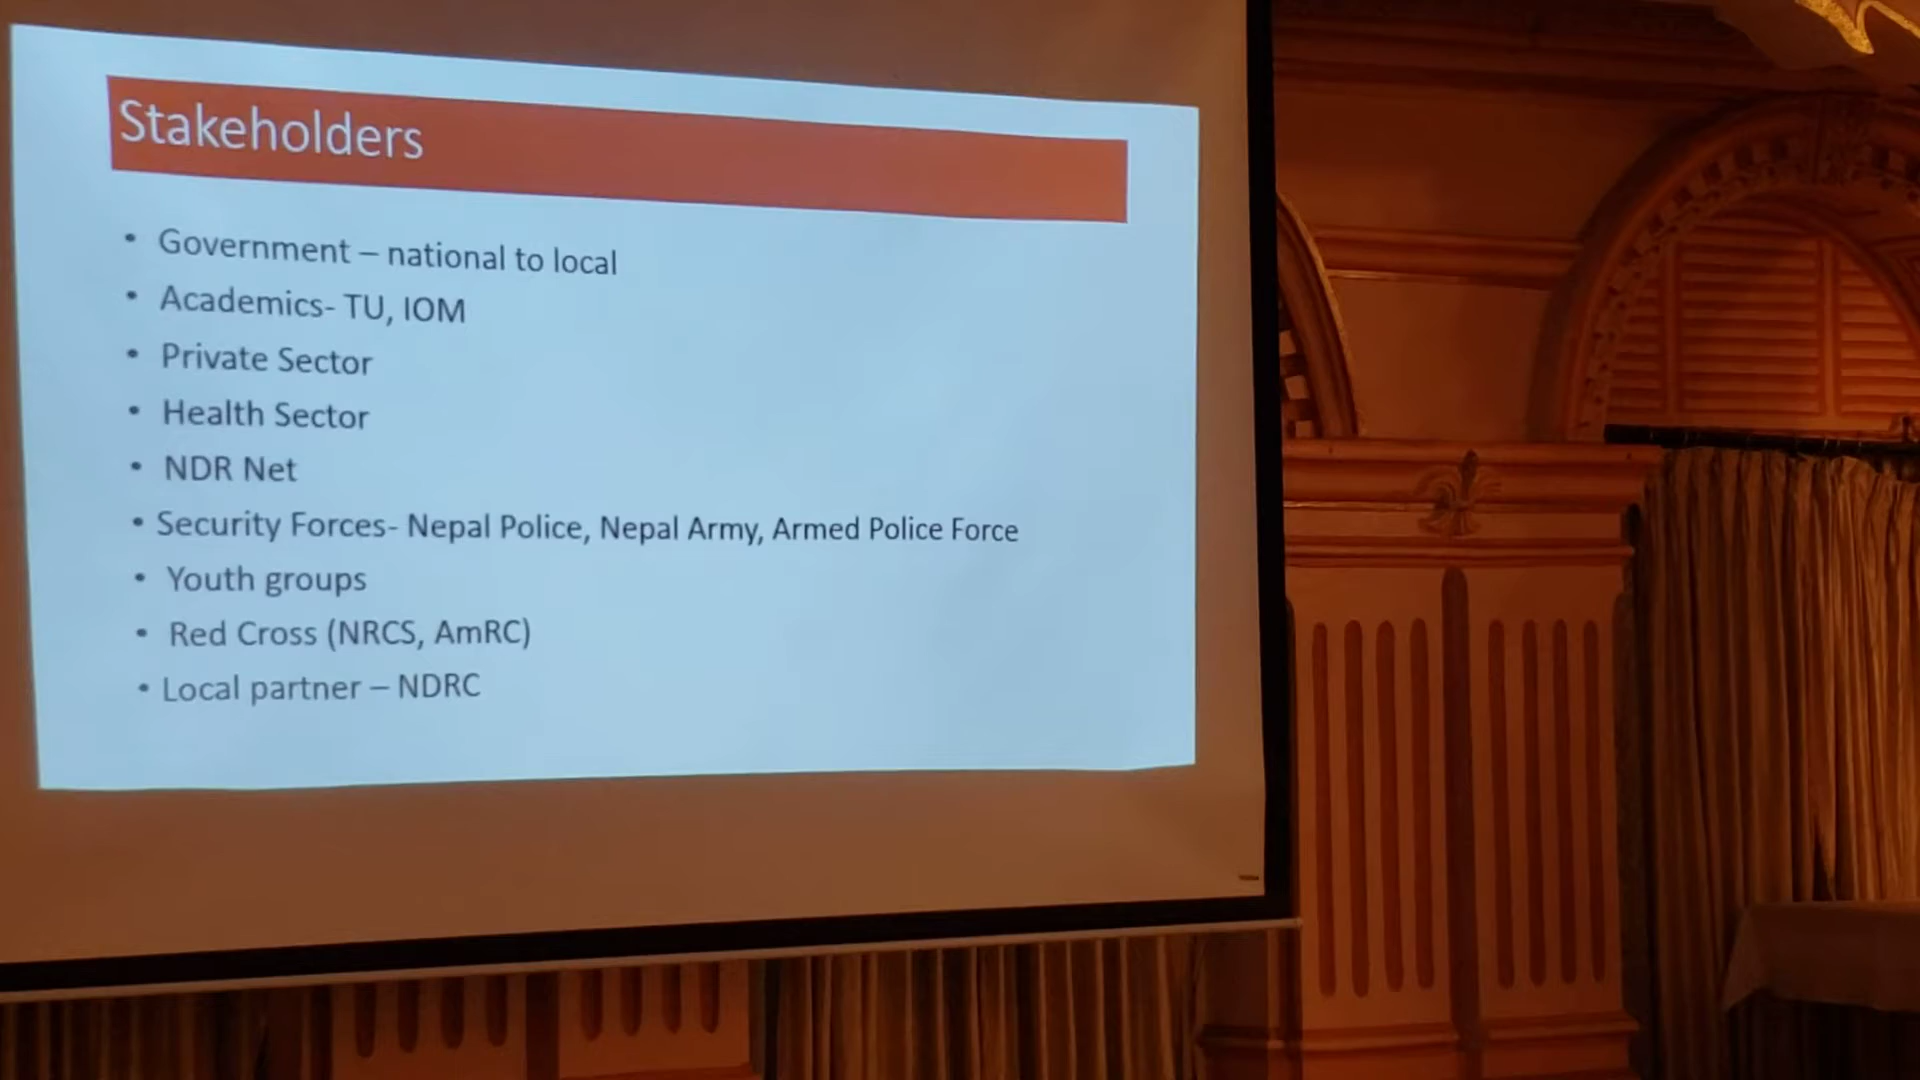 Stakeholders
• Government – national to local
• Academics- TU, IOM
• Private Sector
• Health Sector
• NDR Net
• Security Forces- Nepal Police, Nepal Army, Armed Police Force
• Youth groups
• Red Cross (NRCS, AmRC)
• Local partner – NDRC